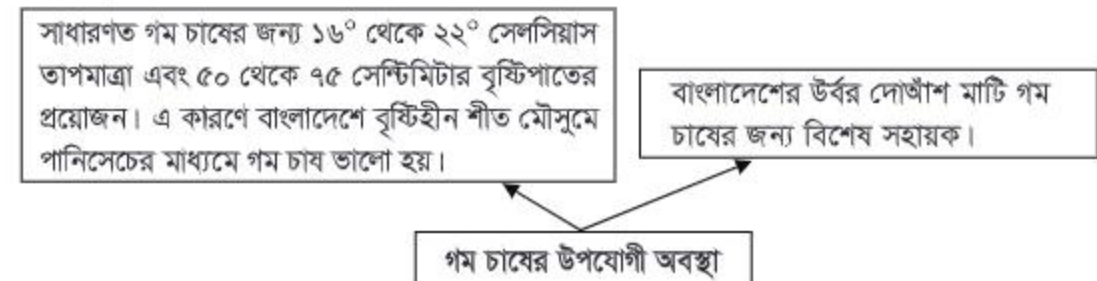 সাধারণত গম চাষের জন্য ১৬° থেকে ২২° সেলসিয়াস
তাপমাত্রা এবং ৫০ থেকে ৭৫ সেন্টিমিটার বৃষ্টিপাতের
প্রয়োজন। এ কারণে বাংলাদেশে বৃষ্টিহীন শীত মৌসুমে
পানিসেচের মাধ্যমে গম চাষ ভালো হয়।
বাংলাদেশের উর্বর দোআঁশ মাটি গম
চাষের জন্য বিশেষ সহায়ক।
গম চাষের উপযোগী অবস্থা